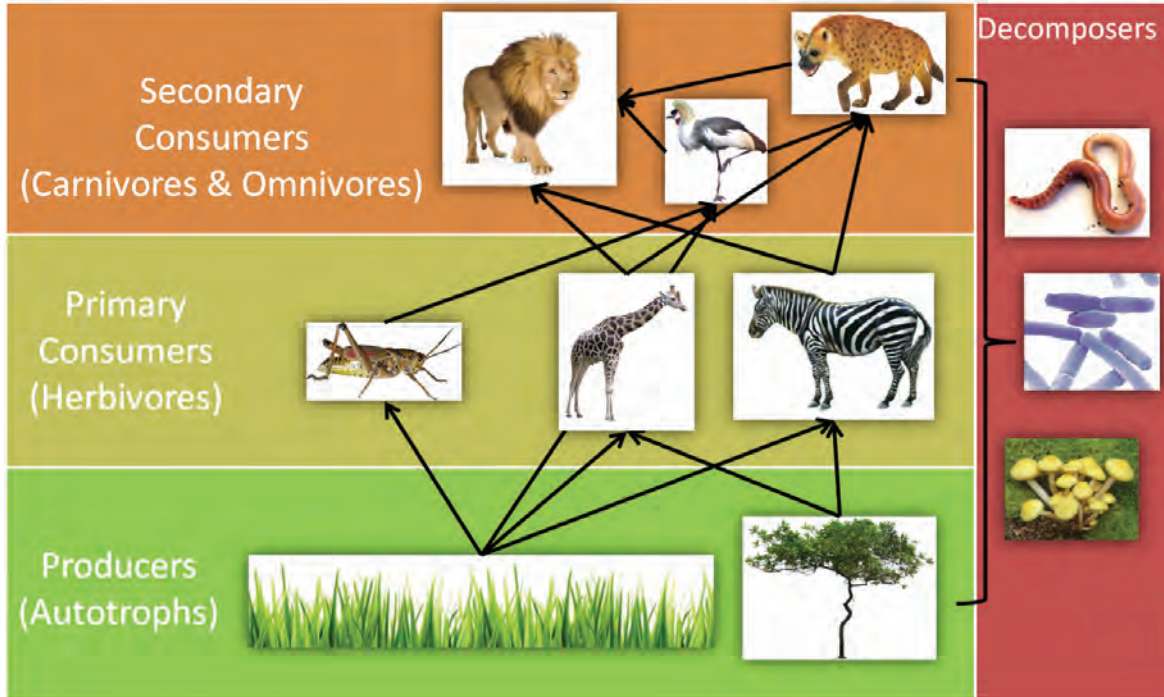 Decomposers
Secondary
Consumers
(Carnivores & Omnivores)
Primary
Consumers
(Herbivores)
Producers
(Autotrophs)